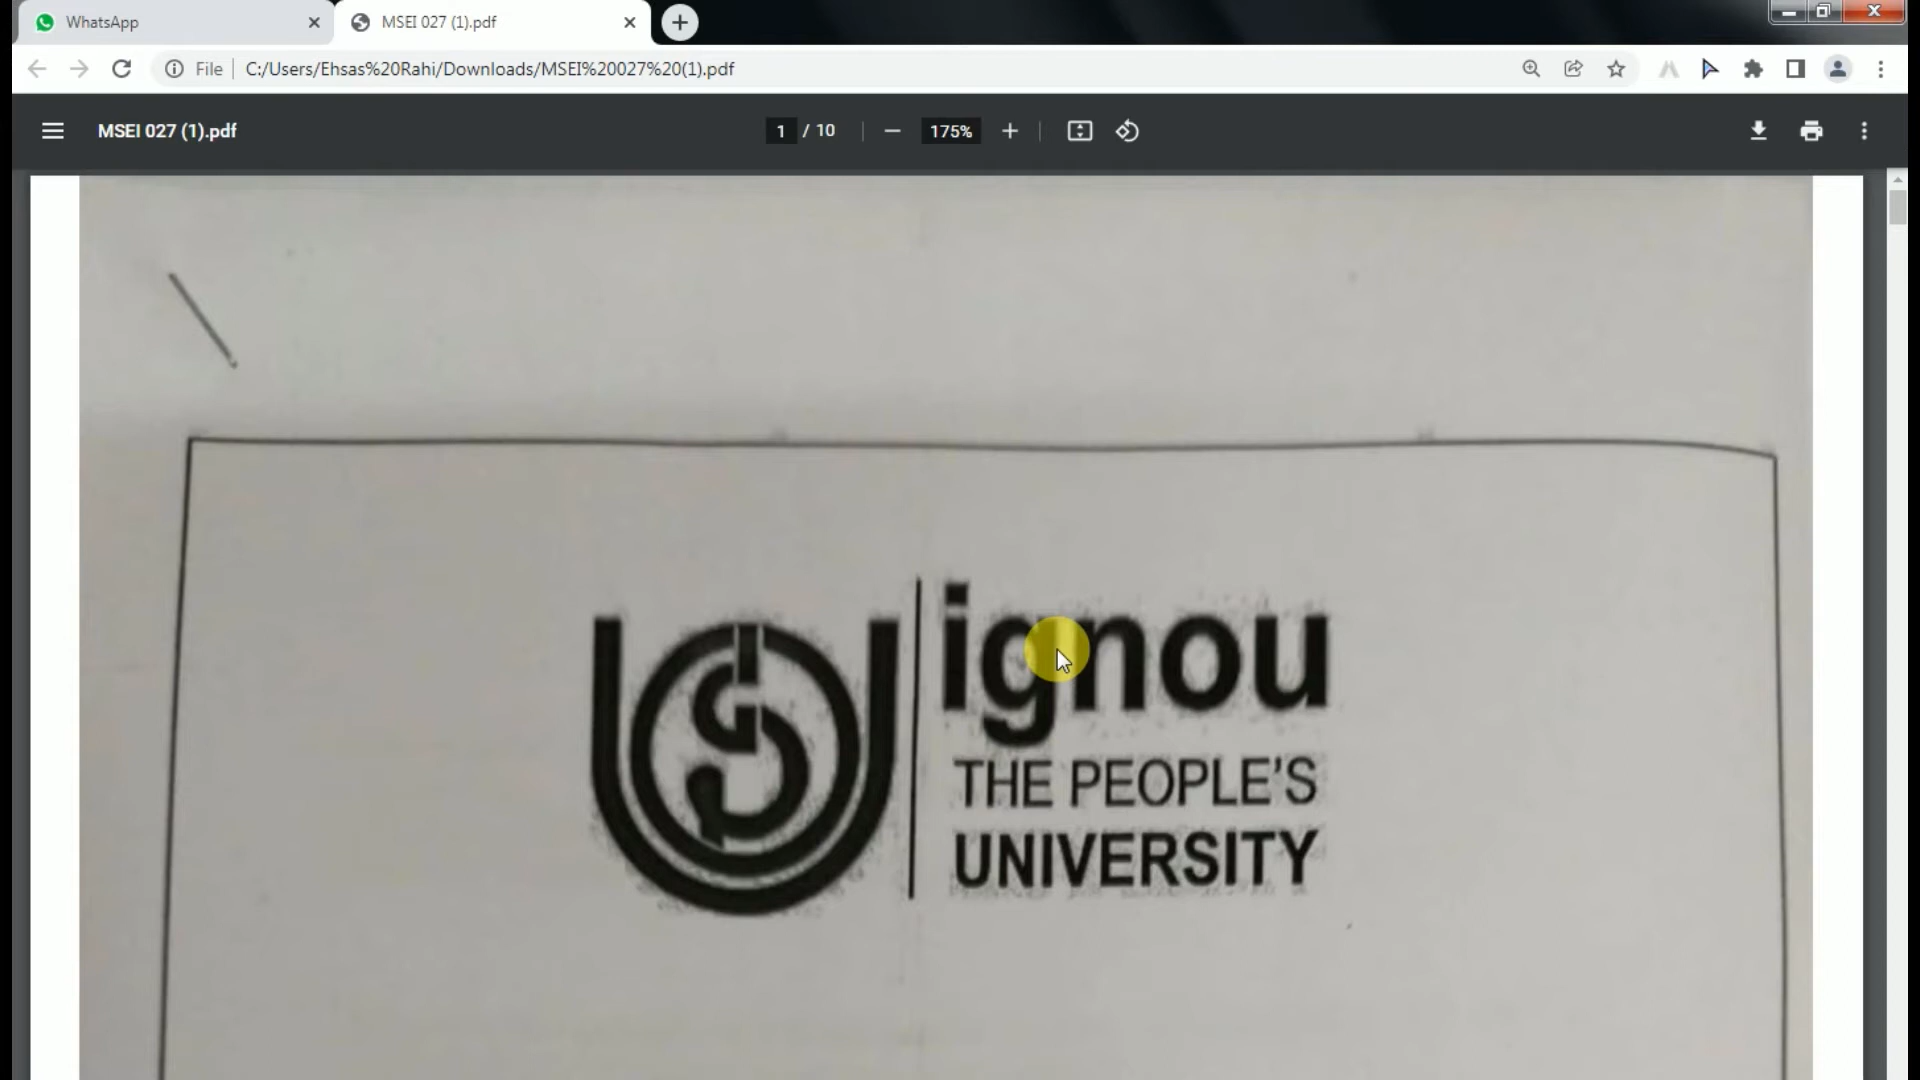 WhatsApp
MSEI 027 (1).pdf
File
C:/Users/Ehsas%20Rahi/Downloads/MSEI%20027%20(1).pdf
MSEI 027 (1).pdf
1 / 10
175%
ignou
THE PEOPLE'S
UNIVERSITY